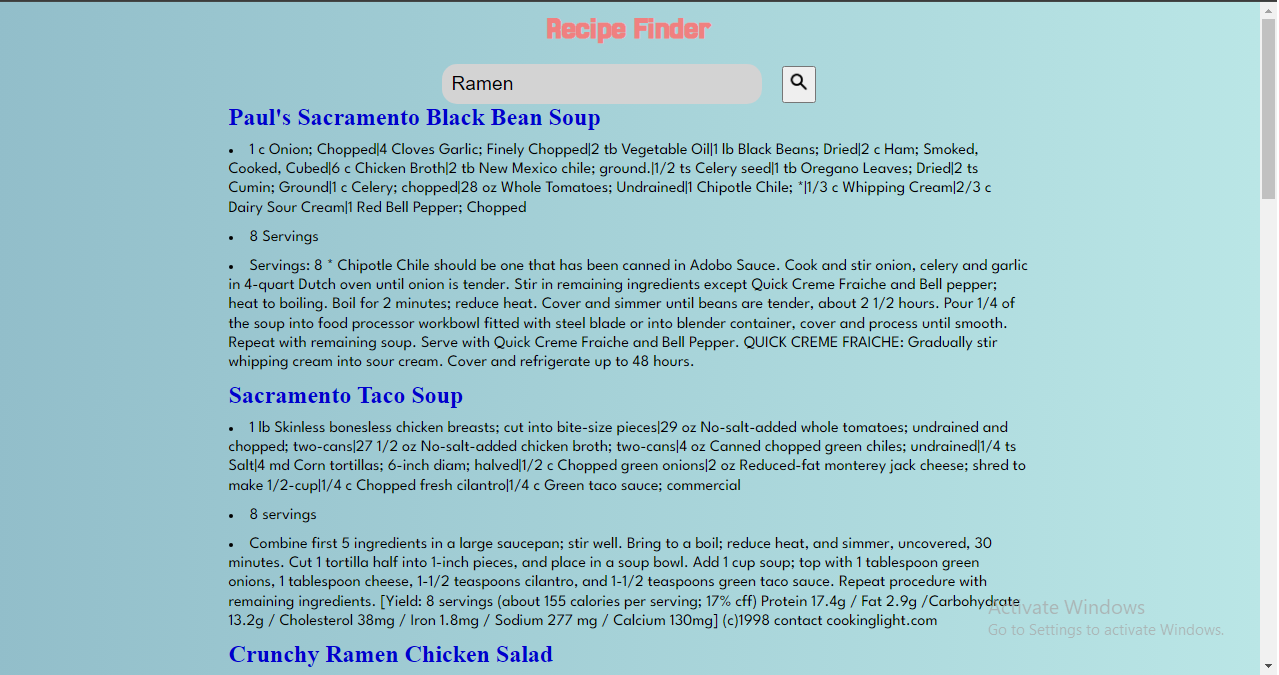 Recipe Finder
Ramen
Paul's Sacramento Black Bean Soup
• 1 c Onion; Chopped|4 Cloves Garlic; Finely Chopped|2 tb Vegetable Oil|1 lb Black Beans; Dried|2 c Ham; Smoked,
Cooked, Cubed|6 c Chicken Broth|2 tb New Mexico chile; ground.|1/2 ts Celery seed|1 tb Oregano Leaves; Dried|2 ts
Cumin; Ground|1 c Celery; chopped|28 oz Whole Tomatoes; Undrained|1 Chipotle Chile; *|1/3 c Whipping Cream|2/3 c
Dairy Sour Cream|1 Red Bell Pepper; Chopped
• 8 Servings
• Servings: 8 * Chipotle Chile should be one that has been canned in Adobo Sauce. Cook and stir onion, celery and garlic
in 4-quart Dutch oven until onion is tender. Stir in remaining ingredients except Quick Creme Fraiche and Bell pepper;
heat to boiling. Boil for 2 minutes; reduce heat. Cover and simmer until beans are tender, about 2 1/2 hours. Pour 1/4 of
the soup into food processor workbowl fitted with steel blade or into blender container, cover and process until smooth.
Repeat with remaining soup. Serve with Quick Creme Fraiche and Bell Pepper. QUICK CREME FRAICHE: Gradually stir
whipping cream into sour cream. Cover and refrigerate up to 48 hours.
Sacramento Taco Soup
• 1 lb Skinless bonesless chicken breasts; cut into bite-size pieces|29 oz No-salt-added whole tomatoes; undrained and
chopped; two-cans|27 1/2 oz No-salt-added chicken broth; two-cans|4 oz Canned chopped green chiles; undrained|1/4 ts
Salt|4 md Corn tortillas; 6-inch diam; halved|1/2 c Chopped green onions|2 oz Reduced-fat monterey jack cheese; shred to
make 1/2-cup|1/4 c Chopped fresh cilantro|1/4 c Green taco sauce; commercial
• 8 servings
• Combine first 5 ingredients in a large saucepan; stir well. Bring to a boil; reduce heat, and simmer, uncovered, 30
minutes. Cut 1 tortilla half into 1-inch pieces, and place in a soup bowl. Add 1 cup soup; top with 1 tablespoon green
onions, 1 tablespoon cheese, 1-1/2 teaspoons cilantro, and 1-1/2 teaspoons green taco sauce. Repeat procedure with
remaining ingredients. [Yield: 8 servings (about 155 calories per serving; 17% cff) Protein 17.4g / Fat 2.9g /Carbohydrate
13.2g / Cholesterol 38mg / Iron 1.8mg / Sodium 277 mg / Calcium 130mg] (c)1998 contact cookinglight.com
Activate Windows
Go to Settings to activate Windows.
Crunchy Ramen Chicken Salad